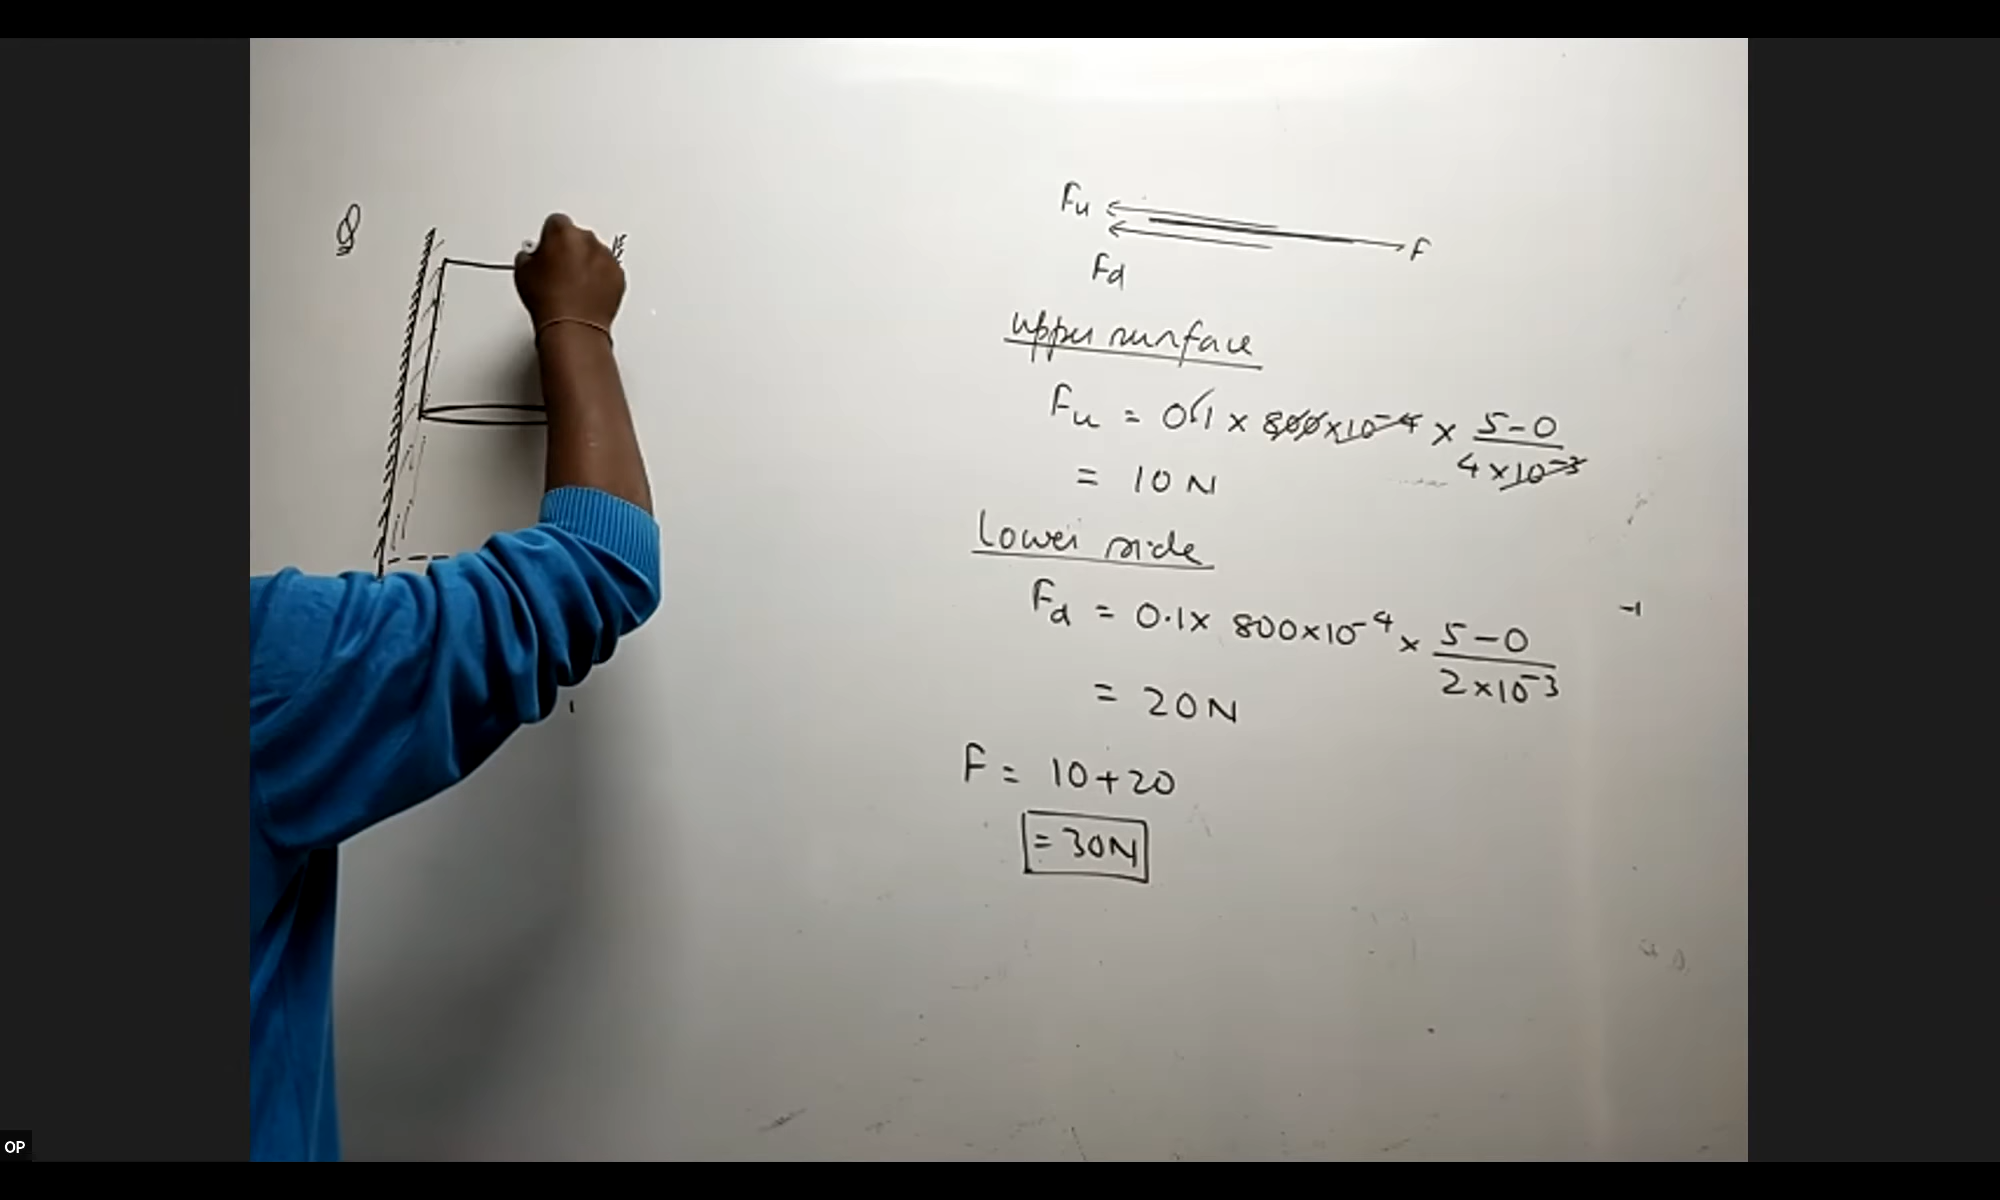 Q
Fu
F
Fd
upper surface
Fu = 0.1 × 800×10⁻⁴ × 5-0 / 4×10⁻³
= 10 N
Lower side
Fd = 0.1× 800×10⁻⁴ × 5-0 / 2×10⁻³
-1
= 20N
F = 10+20
= 30N
OP